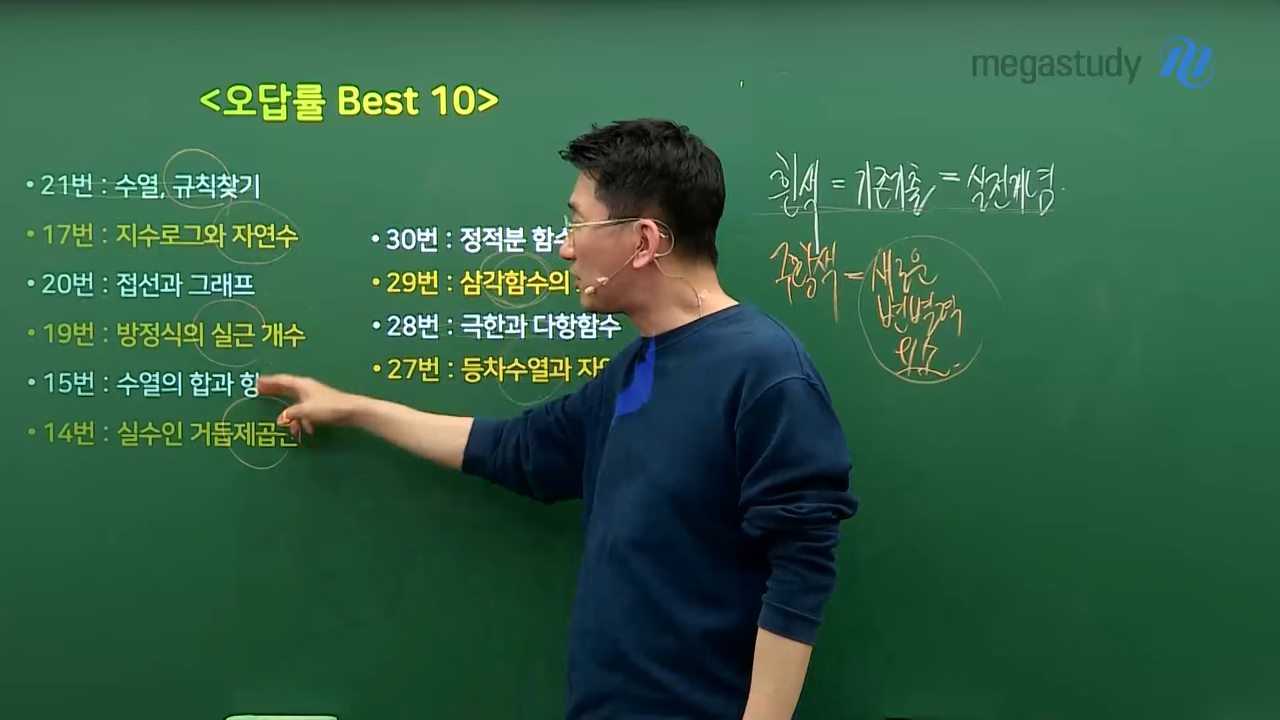 megastudy
<오답률 Best 10>
• 21번 : 수열, 규칙찾기
• 17번 : 지수로그와 자연수
• 20번 : 접선과 그래프
• 19번 : 방정식의 실근 개수
• 15번 : 수열의 합과 항
• 14번 : 실수인 거듭제곱근
• 30번 : 정적분 함수
• 29번 : 삼각함수의
• 28번 : 극한과 다항함수
• 27번 : 등차수열과
흰색 = 기존기출 = 실전개념
주황색 = 새로운
변별력
요소.